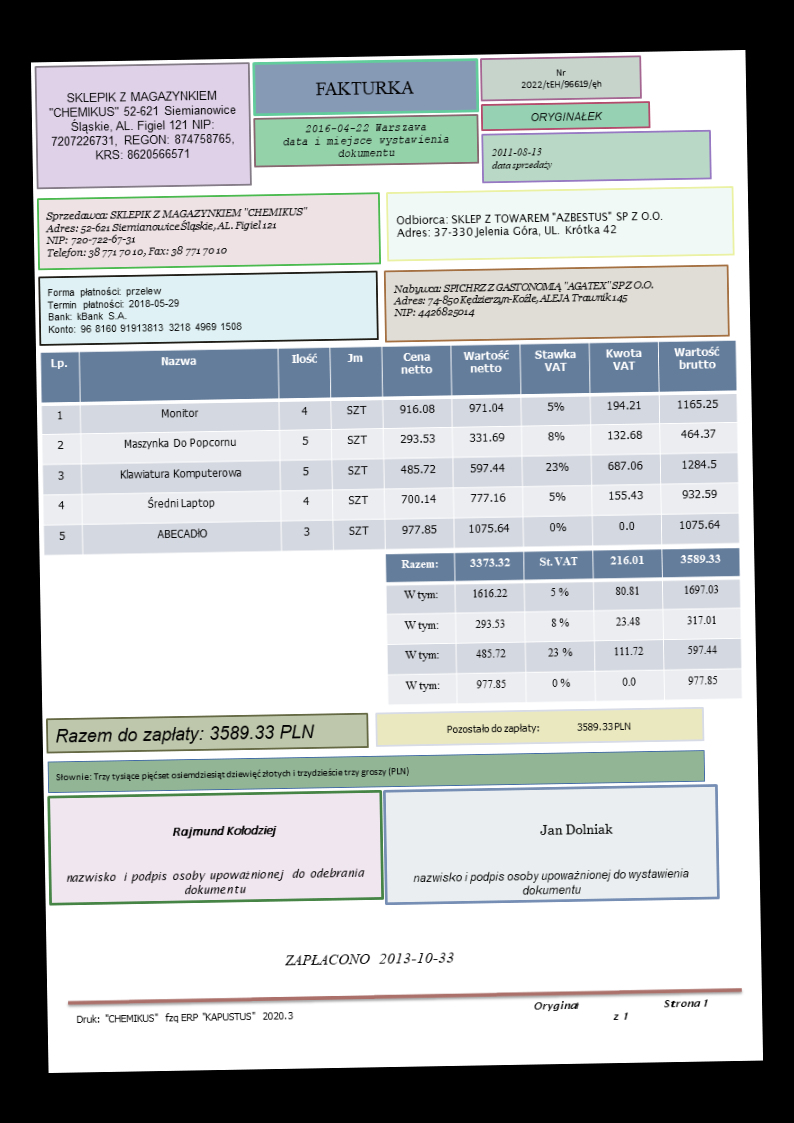 SKLEPIK Z MAGAZYNKIEM
"CHEMIKUS" 52-621 Siemianowice
Śląskie, AL. Figiel 121 NIP:
7207226731, REGON: 874758765,
KRS: 8620566571
FAKTURKA
2016-04-22 Warszawa
data i miejsce wystawienia
dokumentu
Nr
2022/tEH/96619/ęh
ORYGINAŁEK
2011-08-13
data sprzedaży
Sprzedawca: SKLEPIK Z MAGAZYNKIEM "CHEMIKUS"
Adres: 52-621 Siemianowice Śląskie, AL. Figiel 121
NIP: 720-722-67-31
Telefon: 38 771 70 10, Fax: 38 771 70 10
Odbiorca: SKLEP Z TOWAREM "AZBESTUS" SP Z O.O.
Adres: 37-330 Jelenia Góra, UL. Krótka 42
Forma płatności: przelew
Termin płatności: 2018-05-29
Bank: kBank S.A.
Konto: 96 8160 91913813 3218 4969 1508
Nabywca: SPICHRZ Z GASTONOMIĄ "AGATEX" SP Z O.O.
Adres: 74-850 Kędzierzyn-Koźle, ALEJA Trawnik 145
NIP: 4426825014
Lp. Nazwa Ilość Jm Cena netto Wartość netto Stawka VAT Kwota VAT Wartość brutto
1 Monitor 4 SZT 916.08 971.04 5% 194.21 1165.25
2 Maszynka Do Popcornu 5 SZT 293.53 331.69 8% 132.68 464.37
3 Klawiatura Komputerowa 5 SZT 485.72 597.44 23% 687.06 1284.5
4 Średni Laptop 4 SZT 700.14 777.16 5% 155.43 932.59
5 ABECADłO 3 SZT 977.85 1075.64 0% 0.0 1075.64
Razem: 3373.32 St. VAT 216.01 3589.33
W tym: 1616.22 5 % 80.81 1697.03
W tym: 293.53 8 % 23.48 317.01
W tym: 485.72 23 % 111.72 597.44
W tym: 977.85 0 % 0.0 977.85
Razem do zapłaty: 3589.33 PLN
Pozostało do zapłaty: 3589.33 PLN
Słownie: Trzy tysiące pięćset osiemdziesiąt dziewięć złotych i trzydzieście trzy groszy (PLN)
Rajmund Kołodziej
nazwisko i podpis osoby upoważnionej do odebrania
dokumentu
Jan Dolniak
nazwisko i podpis osoby upoważnionej do wystawienia
dokumentu
ZAPŁACONO 2013-10-33
Druk: "CHEMIKUS" fzq ERP "KAPUSTUS" 2020.3
Oryginał
Strona 1
z 1